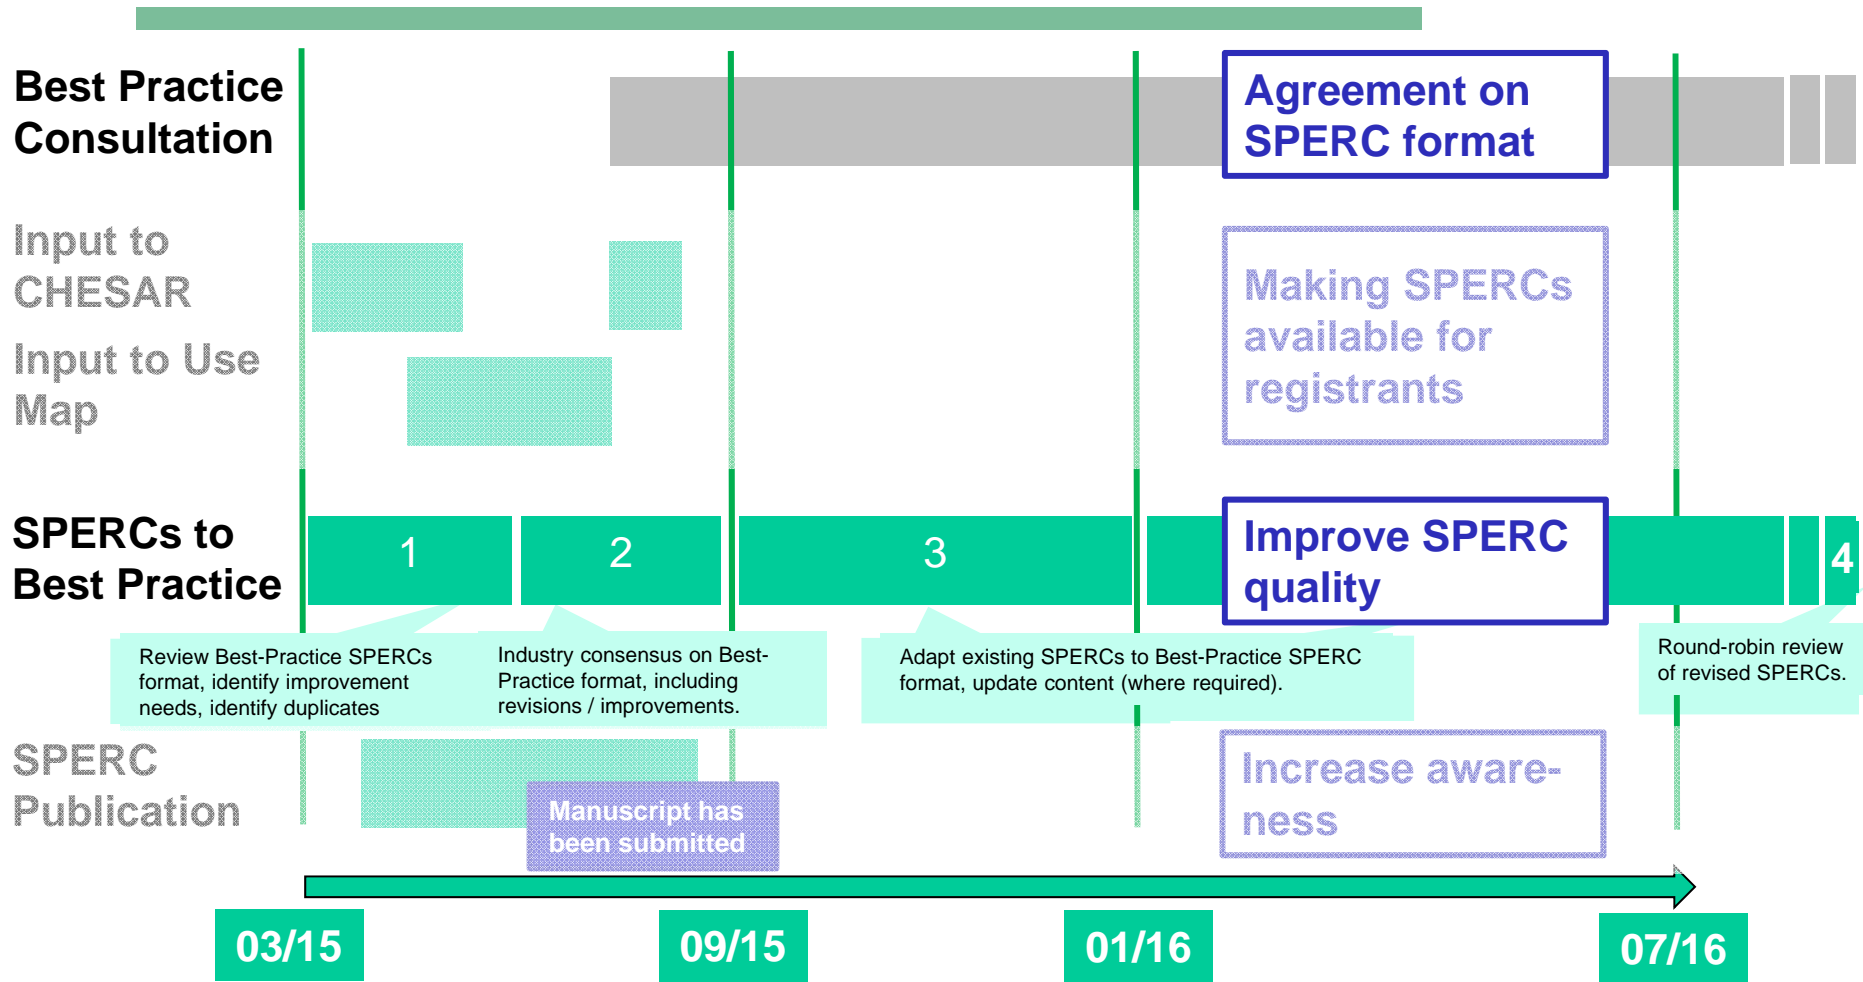 Best Practice
Consultation
Agreement on
SPERC format
Input to
CHESAR
Input to Use
Map
Making SPERCs
available for
registrants
SPERCs to
Best Practice
1
2
3
Improve SPERC
quality
4
Review Best-Practice SPERCs
format, identify improvement
needs, identify duplicates
Industry consensus on Best-
Practice format, including
revisions / improvements.
Adapt existing SPERCs to Best-Practice SPERC
format, update content (where required).
Round-robin review
of revised SPERCs.
SPERC
Publication
Manuscript has
been submitted
Increase aware-
ness
03/15
09/15
01/16
07/16